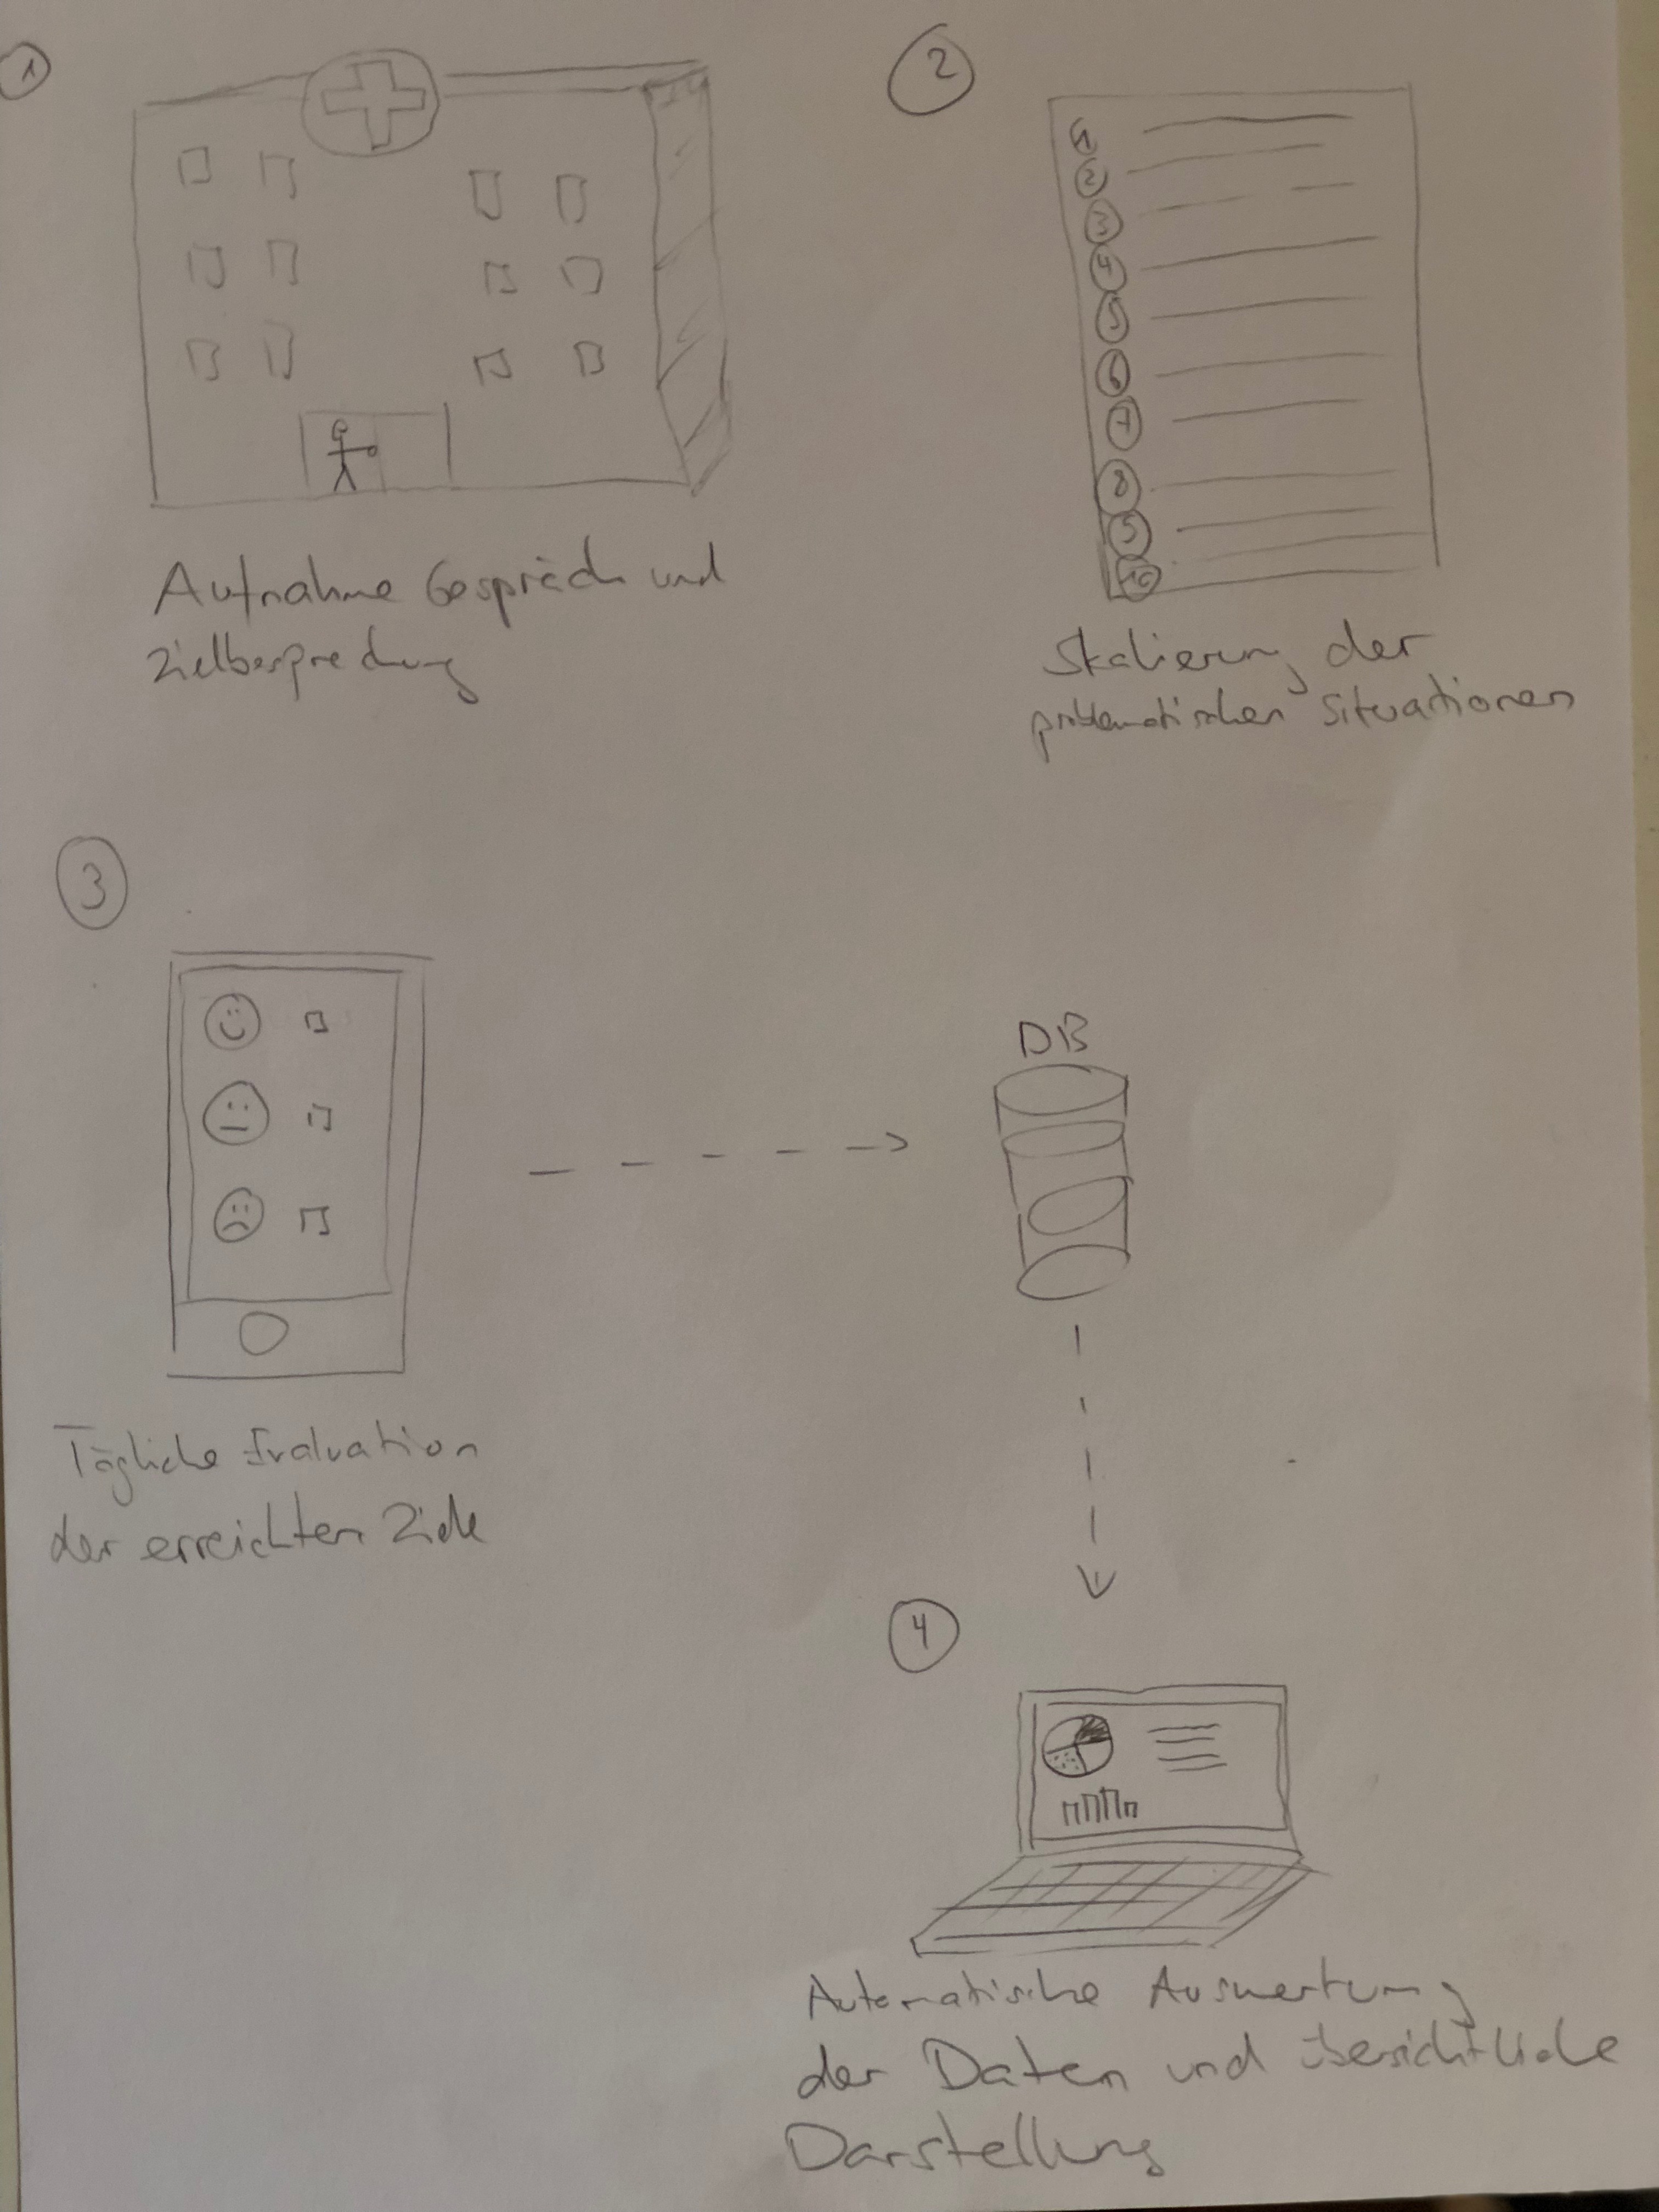 1
Aufnahme Gespräch und
Zielbesprechung
2
1
2
3
4
5
6
7
8
9
10
Skalierung der
problematischen Situationen
3
Tägliche Evaluation
der erreichten Ziele
DB
4
Automatische Auswertung
der Daten und übersichtliche
Darstellung